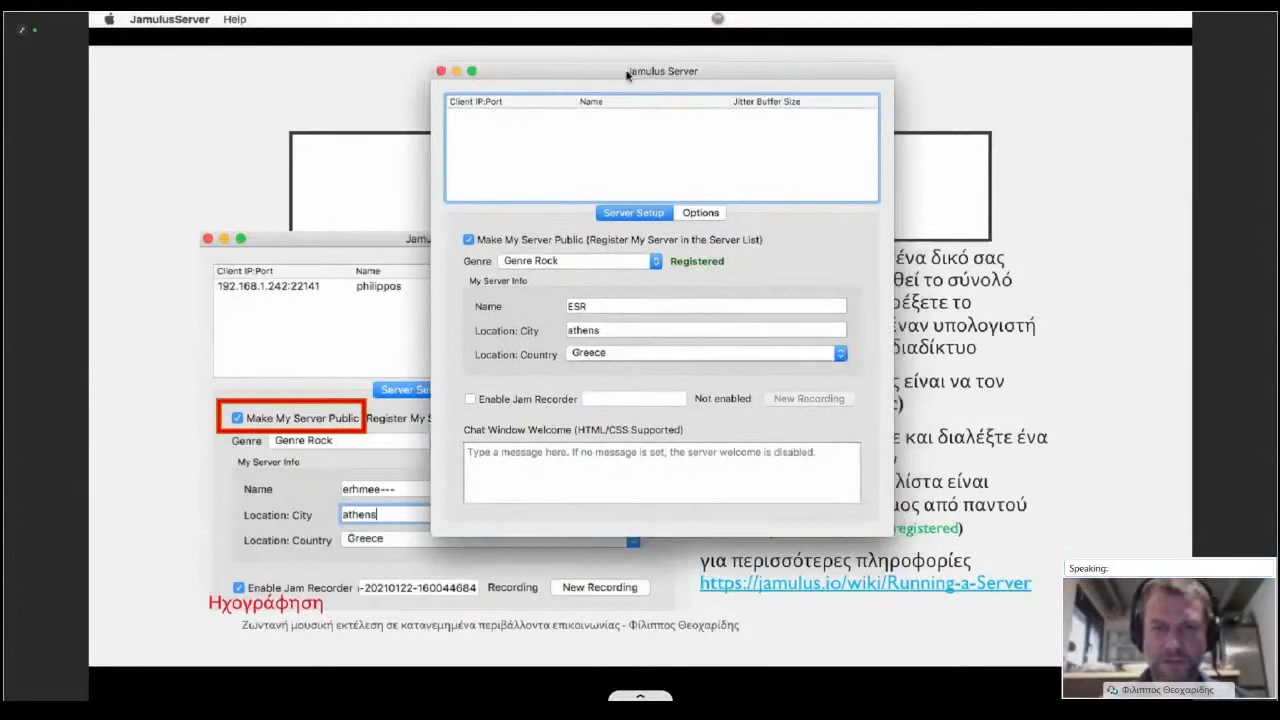 JamulusServer Help
Jamulus Server
Client IP:Port Name Jitter Buffer Size
Server Setup Options
Make My Server Public (Register My Server in the Server List)
Genre Genre Rock Registered
My Server Info
Name ESR
Location: City athens
Location: Country Greece
Enable Jam Recorder Not enabled New Recording
Chat Window Welcome (HTML/CSS Supported)
Type a message here. If no message is set, the server welcome is disabled.
Client IP:Port Name
192.168.1.242:22141 philippos
Make My Server Public
Genre Genre Rock
My Server Info
Name erhmee---
Location: City athens
Location: Country Greece
Enable Jam Recorder -20210122-160044684 Recording New Recording
Ηχογράφηση
ένα δικό σας
θεί το σύνολο
ρέξετε το
έναν υπολογιστή
διαδίκτυο
ς είναι να τον
c)
κε και διαλέξτε ένα
λίστα είναι
μος από παντού
registered)
για περισσότερες πληροφορίες
https://jamulus.io/wiki/Running-a-Server
Ζωντανή μουσική εκτέλεση σε κατανεμημένα περιβάλλοντα επικοινωνίας - Φίλιππος Θεοχαρίδης
Speaking:
Φίλιππος Θεοχαρίδης